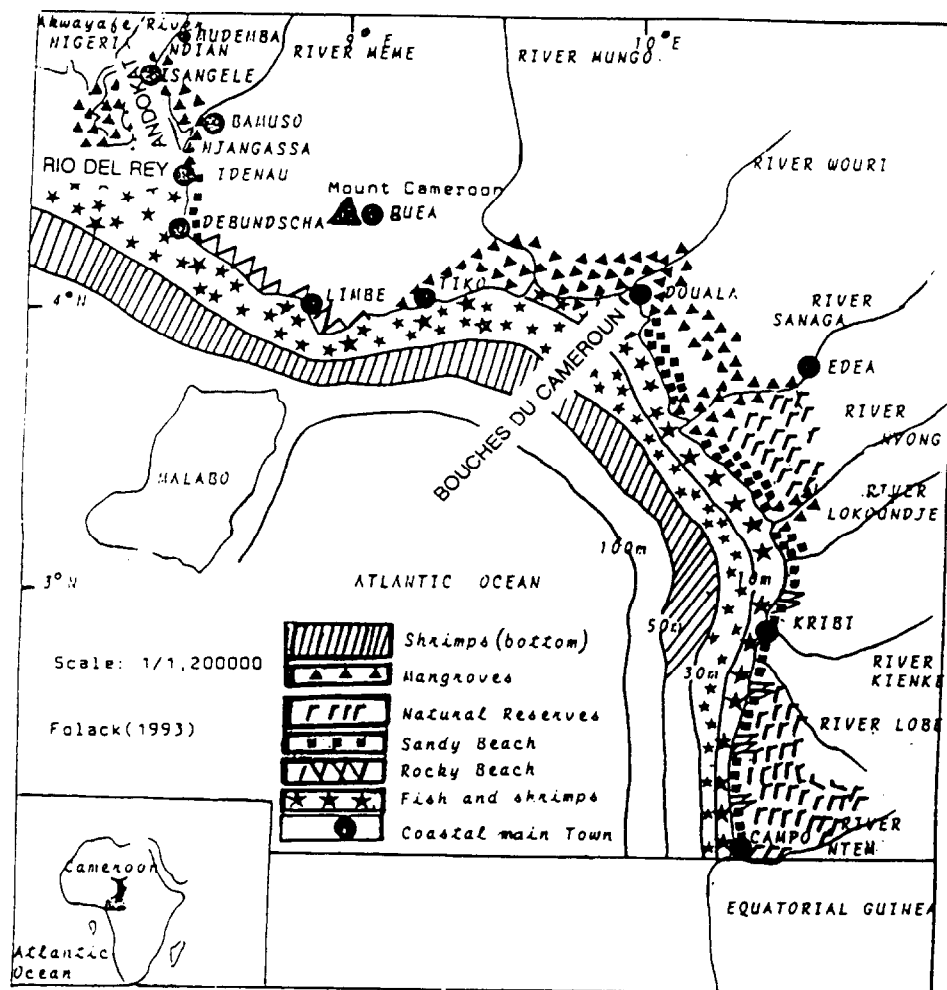 Akwayafe River
9° E
10° E
NIGERIA
MUDEMBA
NDIAN
RIVER MEME
RIVER MUNGO
ISANGELE
ANDOKAT
BAMUSO
NJANGASSA
RIO DEL REY
IDENAU
Mount Cameroon
BUEA
RIVER WOURI
DEBUNDSCHA
4° N
LIMBE
TIKO
DOUALA
RIVER
SANAGA
EDEA
BOUCHES DU CAMEROUN
RIVER
NYONG
MALABO
RIVER
LOKOUNDJE
100m
3° N
ATLANTIC OCEAN
10m
50m
KRIBI
30m
Scale: 1/1,200000
Shrimps (bottom)
Mangroves
RIVER
KIENKE
Folack(1993)
Natural Reserves
RIVER LOBE
Sandy Beach
Rocky Beach
Fish and shrimps
Coastal main Town
CAMPO
RIVER
NTEM
Cameroon
EQUATORIAL GUINEA
Atlantic
Ocean